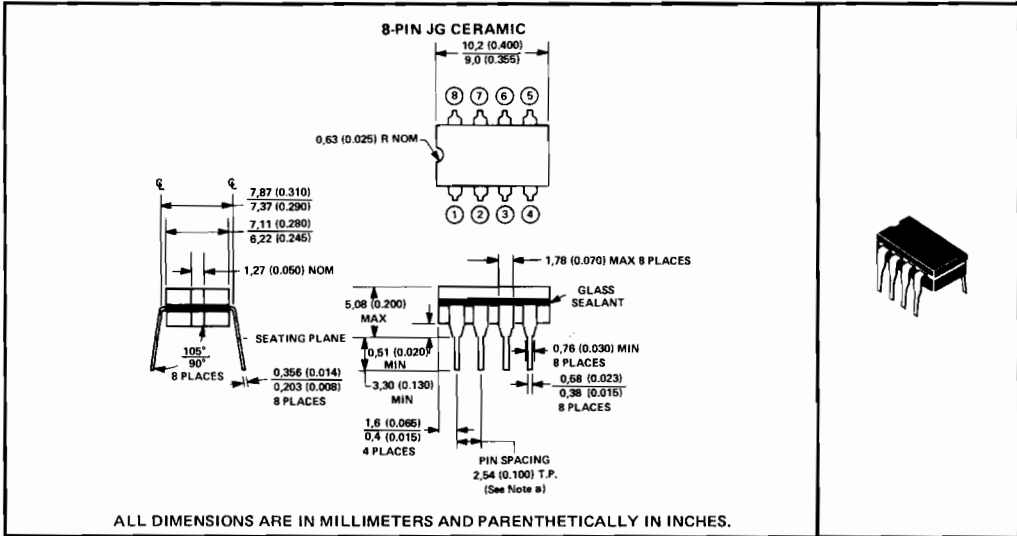 8-PIN JG CERAMIC
10,2 (0.400)
9,0 (0.355)
8 7 6 5
0,63 (0.025) R NOM
1 2 3 4
℄ ℄
7,87 (0.310)
7,37 (0.290)
7,11 (0.280)
6,22 (0.245)
1,27 (0.050) NOM
1,78 (0.070) MAX 8 PLACES
GLASS
SEALANT
5,08 (0.200)
MAX
SEATING PLANE
0,51 (0.020)
MIN
105°
90°
8 PLACES
0,356 (0.014)
0,203 (0.008)
8 PLACES
3,30 (0.130)
MIN
0,76 (0.030) MIN
8 PLACES
0,58 (0.023)
0,38 (0.015)
8 PLACES
1,6 (0.065)
0,4 (0.015)
4 PLACES
PIN SPACING
2,54 (0.100) T.P.
(See Note a)
ALL DIMENSIONS ARE IN MILLIMETERS AND PARENTHETICALLY IN INCHES.